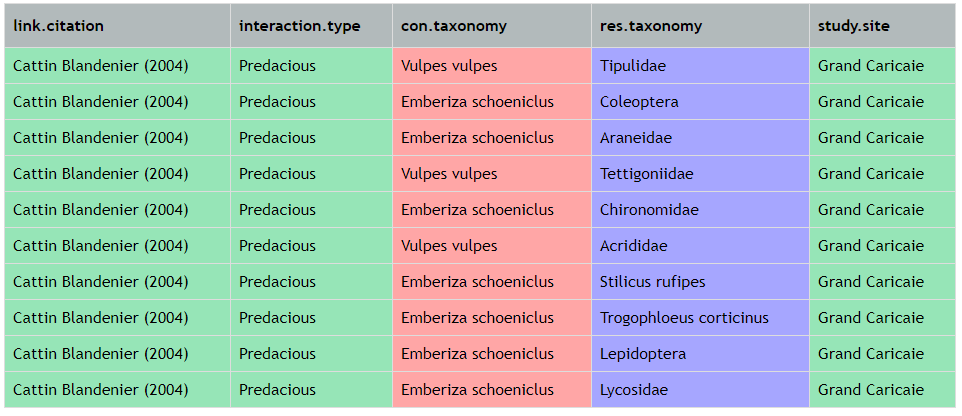 link.citation interaction.type con.taxonomy res.taxonomy study.site
Cattin Blandenier (2004) Predacious Vulpes vulpes Tipulidae Grand Caricaie
Cattin Blandenier (2004) Predacious Emberiza schoeniclus Coleoptera Grand Caricaie
Cattin Blandenier (2004) Predacious Emberiza schoeniclus Araneidae Grand Caricaie
Cattin Blandenier (2004) Predacious Vulpes vulpes Tettigoniidae Grand Caricaie
Cattin Blandenier (2004) Predacious Emberiza schoeniclus Chironomidae Grand Caricaie
Cattin Blandenier (2004) Predacious Vulpes vulpes Acrididae Grand Caricaie
Cattin Blandenier (2004) Predacious Emberiza schoeniclus Stilicus rufipes Grand Caricaie
Cattin Blandenier (2004) Predacious Emberiza schoeniclus Trogophloeus corticinus Grand Caricaie
Cattin Blandenier (2004) Predacious Emberiza schoeniclus Lepidoptera Grand Caricaie
Cattin Blandenier (2004) Predacious Emberiza schoeniclus Lycosidae Grand Caricaie